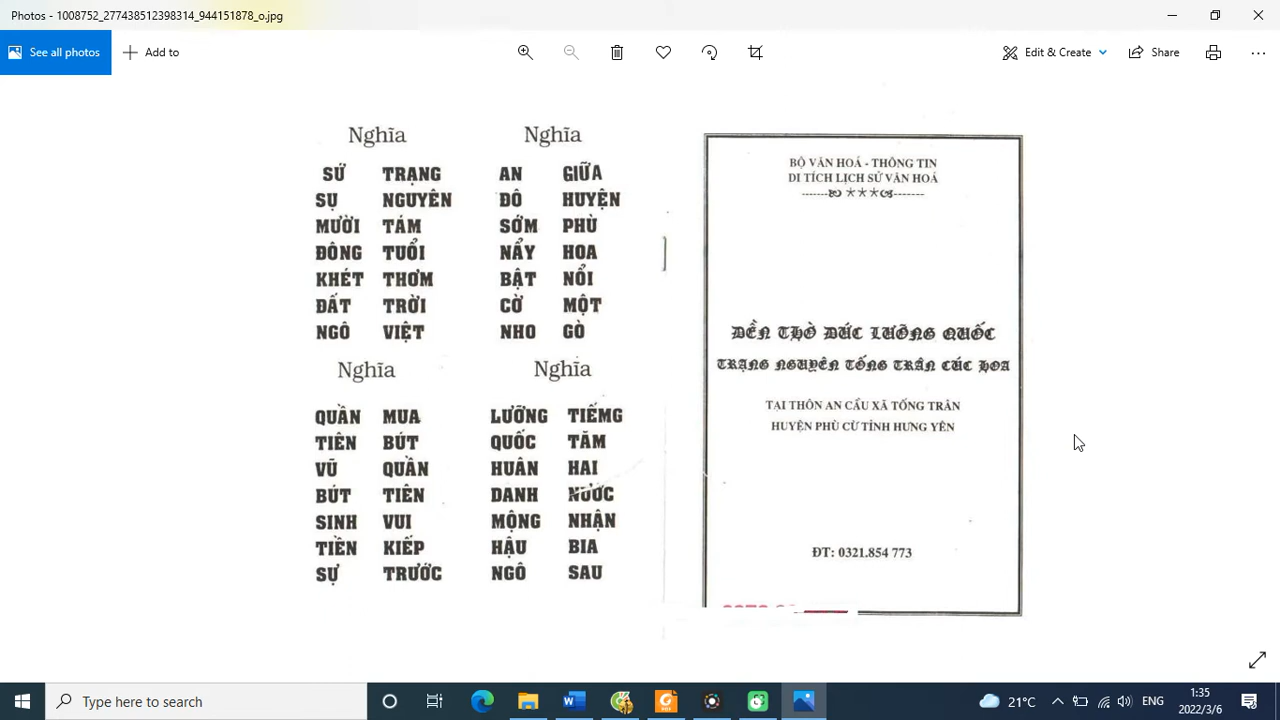 Photos - 1008752_277438512398314_944151878_o.jpg
See all photos
Add to
Edit & Create
Share
Nghĩa
SỨ TRẠNG
SỤ NGUYÊN
MƯỜI TÁM
ĐÔNG TUỔI
KHÉT THƠM
ĐẤT TRỜI
NGÔ VIỆT
Nghĩa
AN GIỮA
ĐÔ HUYỆN
SỚM PHÙ
NẨY HOA
BẬT NỔI
CỜ MỘT
NHO GÒ
Nghĩa
QUẦN MUA
TIÊN BÚT
VŨ QUẦN
BÚT TIÊN
SINH VUI
TIỀN KIẾP
SỰ TRƯỚC
Nghĩa
LƯỠNG TIẾMG
QUỐC TĂM
HUÂN HAI
DANH NƯỚC
MỘNG NHẬN
HẬU BIA
NGÔ SAU
BỘ VĂN HOÁ - THÔNG TIN
DI TÍCH LỊCH SỬ VĂN HOÁ
ĐỀN THỜ ĐỨC LƯỠNG QUỐC
TRẠNG NGUYÊN TỐNG TRÂN CÚC HOA
TẠI THÔN AN CẦU XÃ TỐNG TRÂN
HUYỆN PHÙ CỪ TỈNH HƯNG YÊN
ĐT: 0321.854 773
Type here to search
21°C
ENG
1:35
2022/3/6